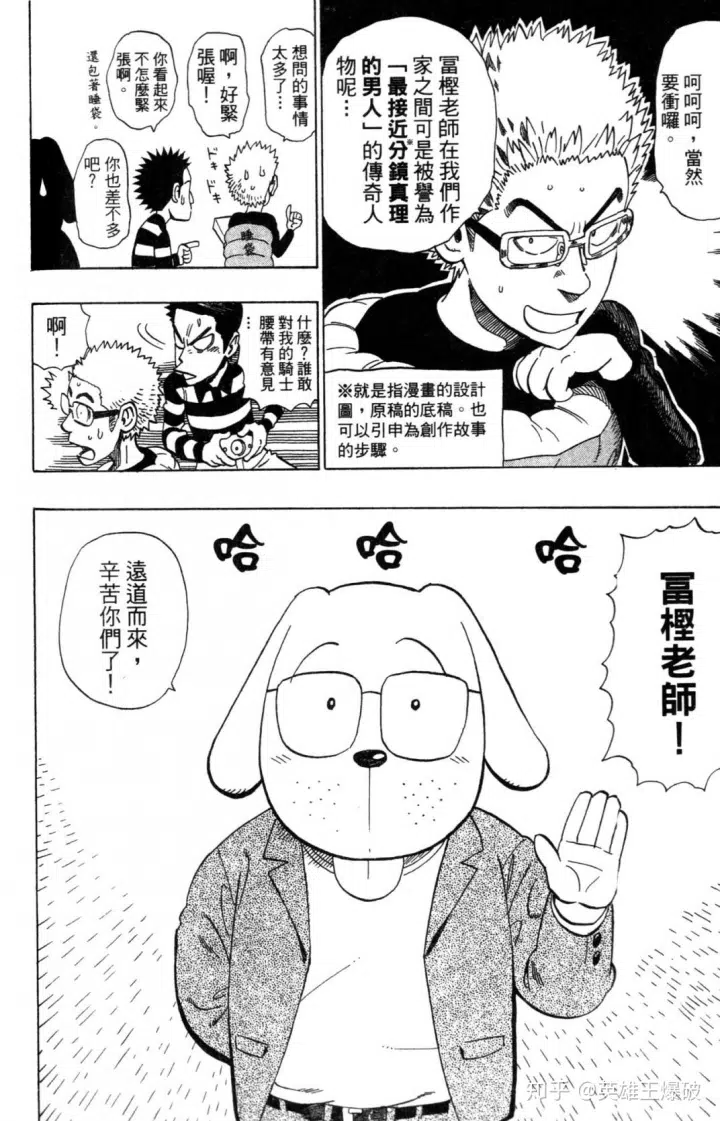 呵呵呵，當然
要衝囉。
冨樫老師在我們作
家之間可是被譽為
「最接近分鏡真理
的男人」的傳奇人
物呢…
※
※就是指漫畫的設計
圖，原稿的底稿。也
可以引申為創作故事
的步驟。
想問的事情
太多了…
啊，好緊
張喔！
你看起來
不怎麼緊
張啊。
還包著睡袋。
你也差不多
吧？
ドキ
ドキ
睡袋
什麼？誰敢
對我的騎士
腰帶有意見
…
啊！
冨樫老師！
哈
哈
哈
遠道而來，
辛苦你們了！
知乎 @英雄王爆破